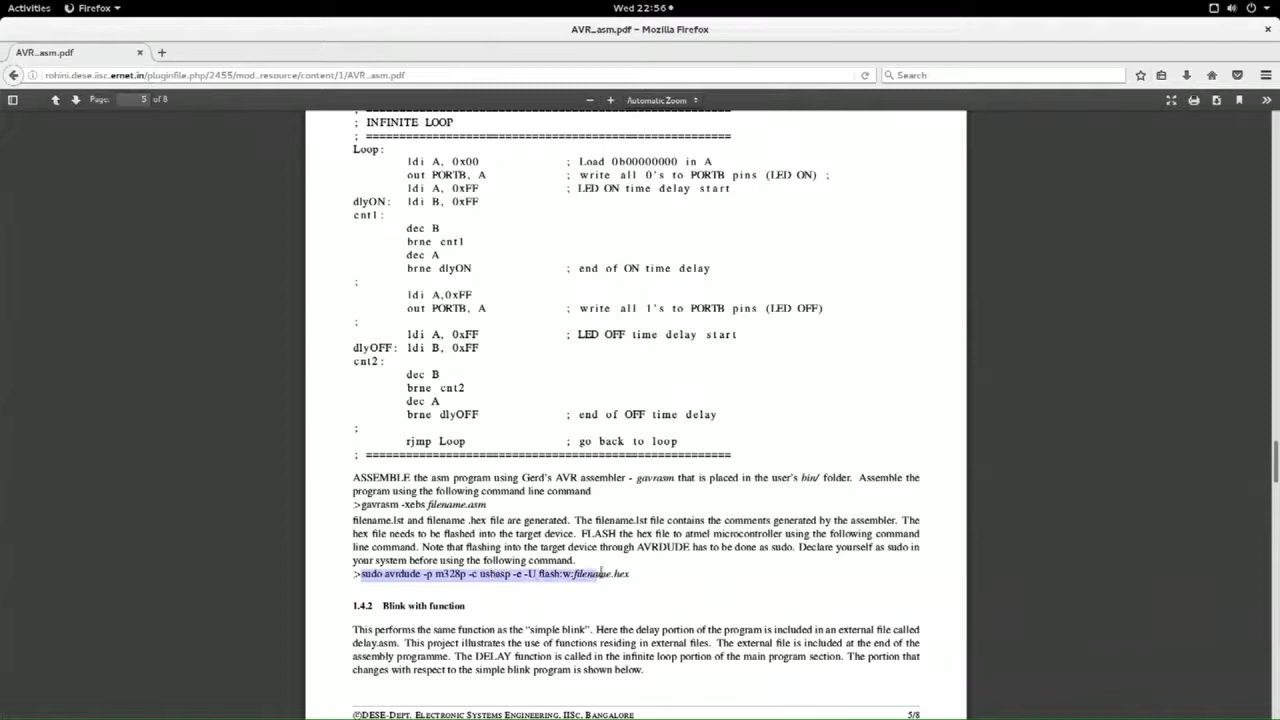 Activities Firefox Wed 22:56
AVR_asm.pdf – Mozilla Firefox
AVR_asm.pdf
rohini.dese.iisc.ernet.in/pluginfile.php/2455/mod_resource/content/1/AVR_asm.pdf Search
Page: 5 of 8 Automatic Zoom
; INFINITE LOOP
; ======================================================
Loop:
ldi A, 0x00 ; Load 0b00000000 in A
out PORTB, A ; write all 0's to PORTB pins (LED ON) ;
ldi A, 0xFF ; LED ON time delay start
dlyON: ldi B, 0xFF
cnt1:
dec B
brne cnt1
dec A
brne dlyON ; end of ON time delay
;
ldi A,0xFF
out PORTB, A ; write all 1's to PORTB pins (LED OFF)
;
ldi A, 0xFF ; LED OFF time delay start
dlyOFF: ldi B, 0xFF
cnt2:
dec B
brne cnt2
dec A
brne dlyOFF ; end of OFF time delay
;
rjmp Loop ; go back to loop
; ======================================================
ASSEMBLE the asm program using Gerd's AVR assembler - gavrasm that is placed in the user's bin/ folder. Assemble the
program using the following command line command
>gavrasm -xebs filename.asm
filename.lst and filename .hex file are generated. The filename.lst file contains the comments generated by the assembler. The
hex file needs to be flashed into the target device. FLASH the hex file to atmel microcontroller using the following command
line command. Note that flashing into the target device through AVRDUDE has to be done as sudo. Declare yourself as sudo in
your system before using the following command.
>sudo avrdude -p m328p -c usbasp -e -U flash:w:filename.hex
1.4.2 Blink with function
This performs the same function as the “simple blink”. Here the delay portion of the program is included in an external file called
delay.asm. This project illustrates the use of functions residing in external files. The external file is included at the end of the
assembly programme. The DELAY function is called in the infinite loop portion of the main program section. The portion that
changes with respect to the simple blink program is shown below.
©DESE-Dept. Electronic Systems Engineering, IISc, Bangalore 5/8